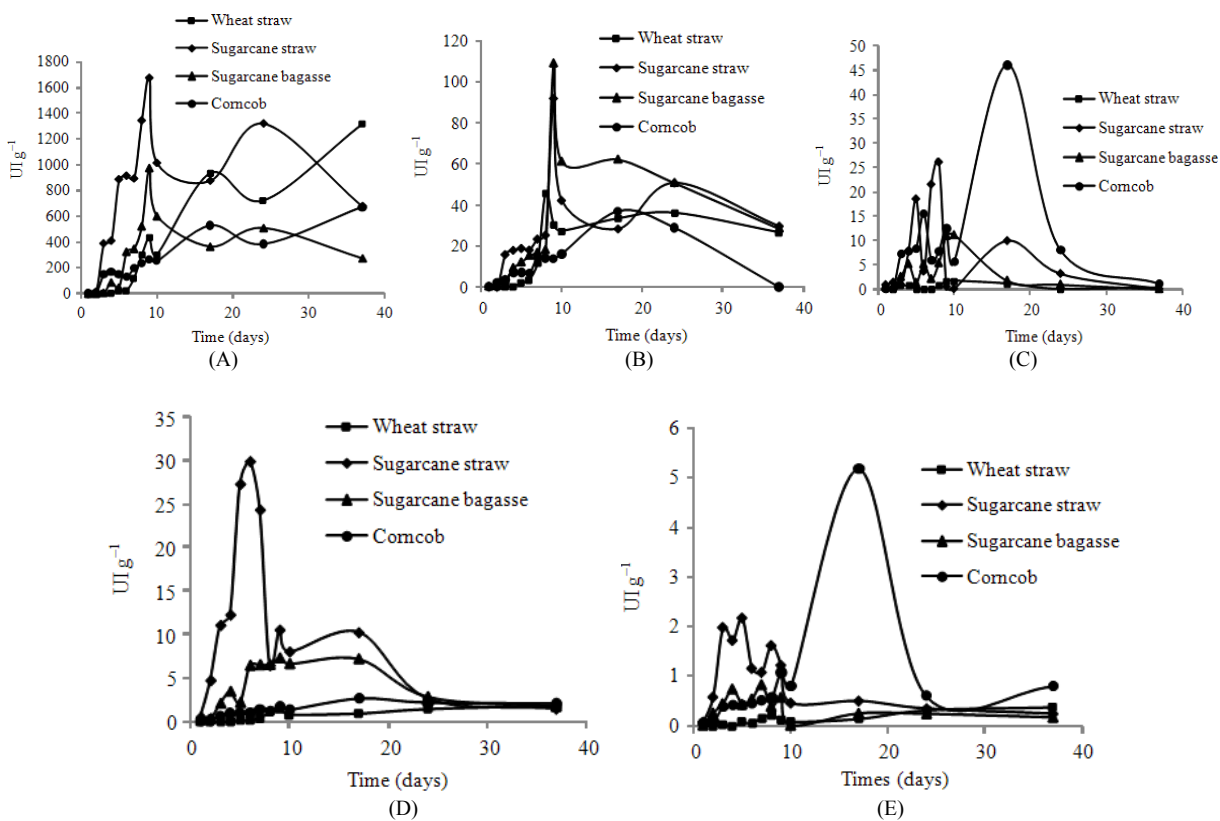 Wheat straw
Sugarcane straw
Sugarcane bagasse
Corncob
1800
1600
1400
1200
1000
800
600
400
200
0
UI g⁻¹
0 10 20 30 40
Time (days)
(A)
Wheat straw
Sugarcane straw
Sugarcane bagasse
Corncob
120
100
80
60
40
20
0
UI g⁻¹
0 10 20 30 40
Time (days)
(B)
Wheat straw
Sugarcane straw
Sugarcane bagasse
Corncob
50
45
40
35
30
25
20
15
10
5
0
UI g⁻¹
0 10 20 30 40
Time (days)
(C)
Wheat straw
Sugarcane straw
Sugarcane bagasse
Corncob
35
30
25
20
15
10
5
0
UI g⁻¹
0 10 20 30 40
Time (days)
(D)
Wheat straw
Sugarcane straw
Sugarcane bagasse
Corncob
6
5
4
3
2
1
0
UI g⁻¹
0 10 20 30 40
Times (days)
(E)